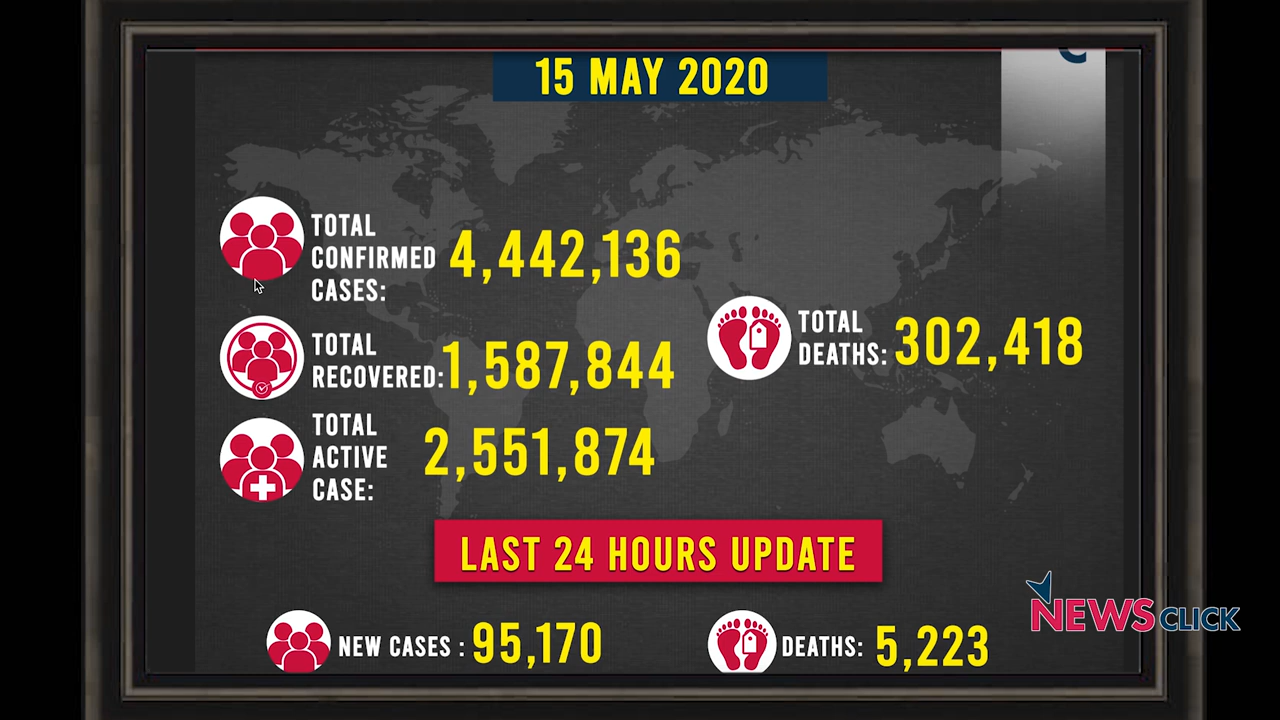 15 MAY 2020
TOTAL
CONFIRMED
CASES:
4,442,136
TOTAL
RECOVERED:
1,587,844
TOTAL
ACTIVE
CASE:
2,551,874
TOTAL
DEATHS:
302,418
LAST 24 HOURS UPDATE
NEW CASES : 95,170
DEATHS: 5,223
NEWSCLICK